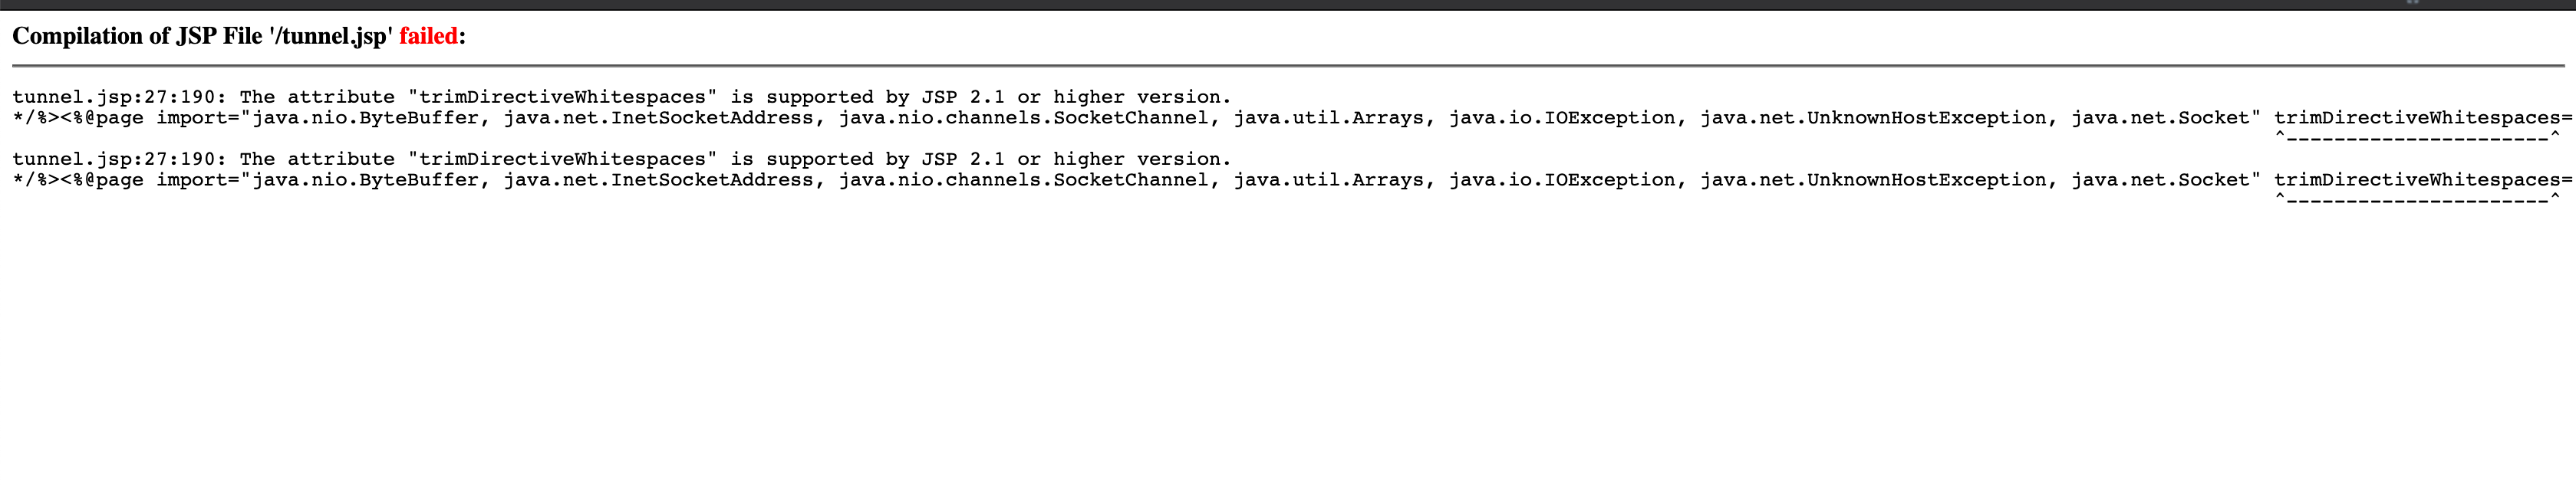 Compilation of JSP File '/tunnel.jsp' failed:
tunnel.jsp:27:190: The attribute "trimDirectiveWhitespaces" is supported by JSP 2.1 or higher version.
*/%><%@page import="java.nio.ByteBuffer, java.net.InetSocketAddress, java.nio.channels.SocketChannel, java.util.Arrays, java.io.IOException, java.net.UnknownHostException, java.net.Socket" trimDirectiveWhitespaces=
^----------------------^
tunnel.jsp:27:190: The attribute "trimDirectiveWhitespaces" is supported by JSP 2.1 or higher version.
*/%><%@page import="java.nio.ByteBuffer, java.net.InetSocketAddress, java.nio.channels.SocketChannel, java.util.Arrays, java.io.IOException, java.net.UnknownHostException, java.net.Socket" trimDirectiveWhitespaces=
^----------------------^